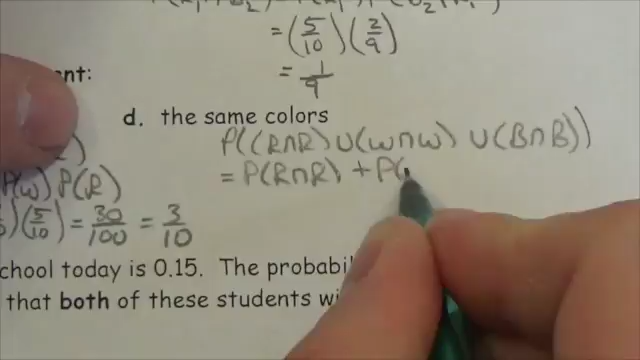 = (5/10)(2/9)
= 1/9
nt:
d. the same colors
P((R∩R) ∪ (W∩W) ∪ (B∩B))
= P(R∩R) + P(
P(W) P(R)
)(5/10) = 30/100 = 3/10
chool today is 0.15. The probabi
that both of these students wi